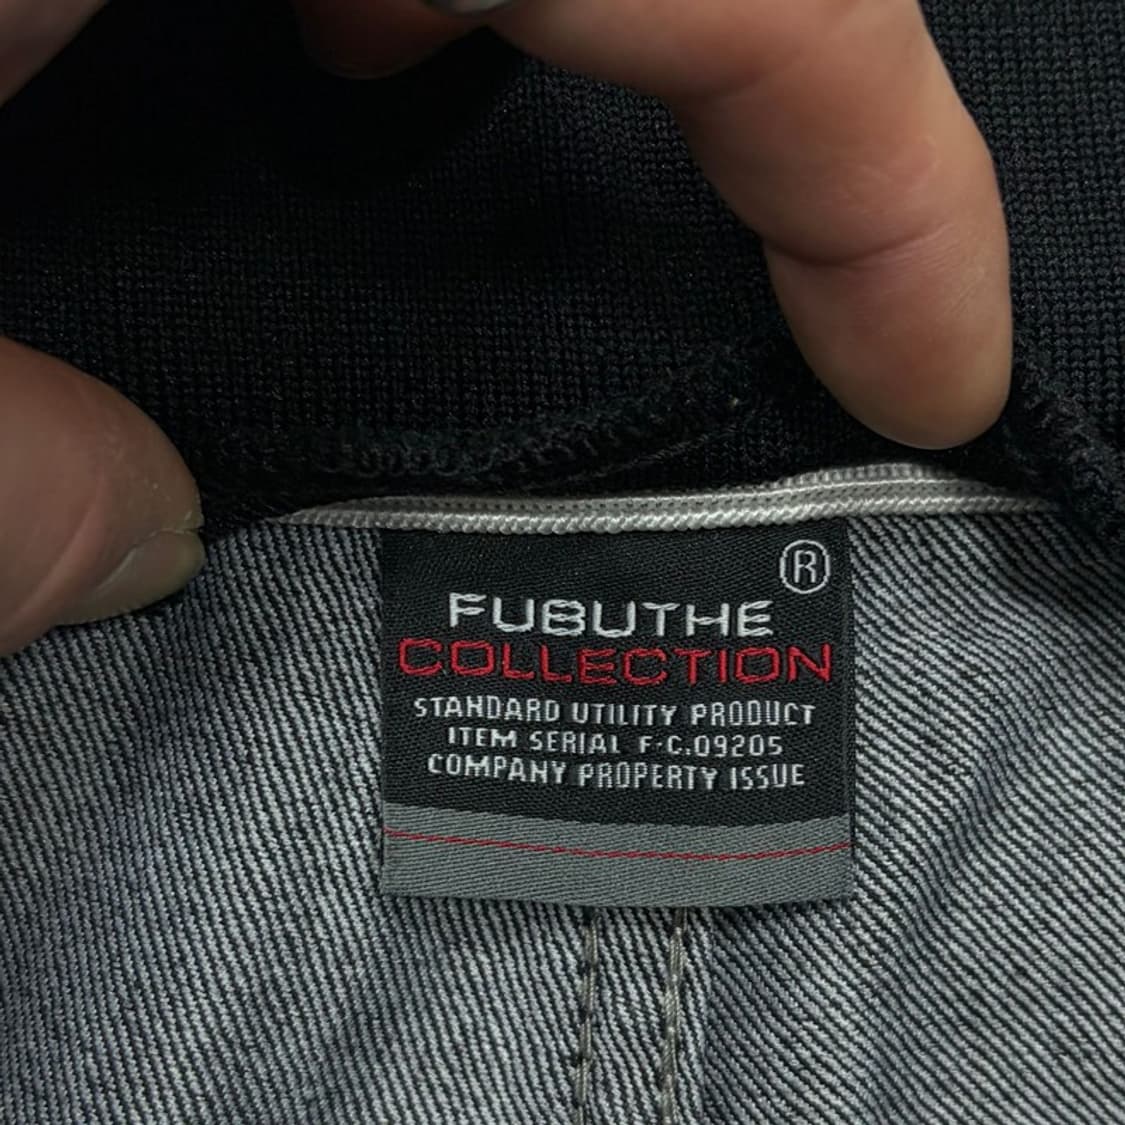 ®
FUBUTHE
COLLECTION
STANDARD UTILITY PRODUCT
ITEM SERIAL F-C.09205
COMPANY PROPERTY ISSUE